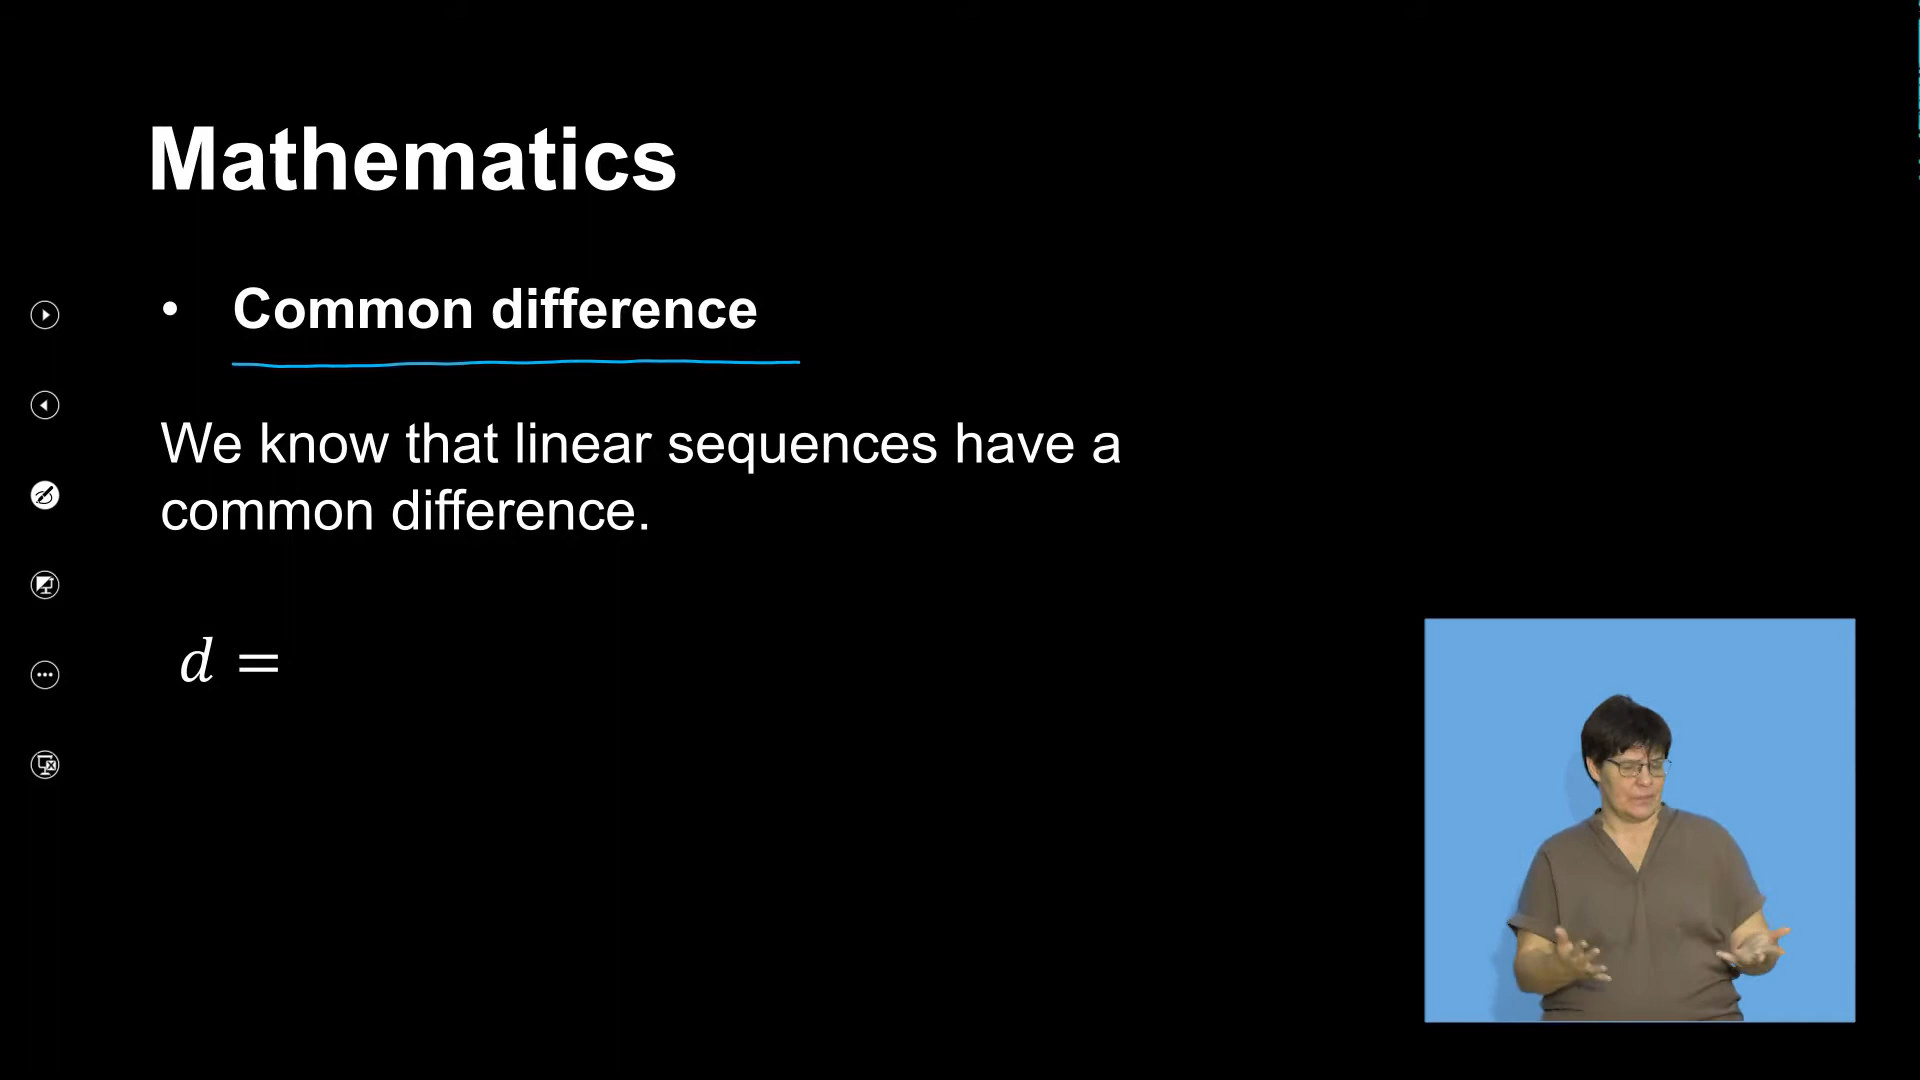 Mathematics
• Common difference
We know that linear sequences have a
common difference.
d =